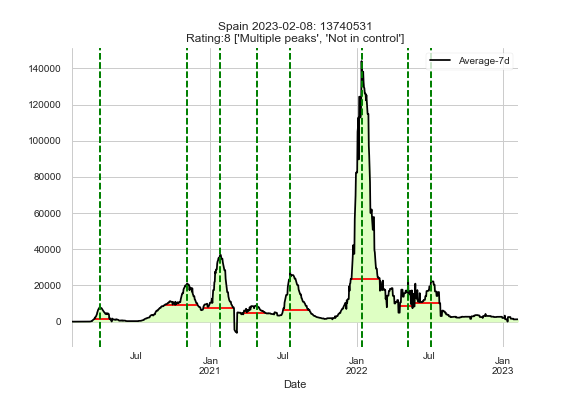 Spain 2023-02-08: 13740531
Rating:8 ['Multiple peaks', 'Not in control']
Average-7d
140000
120000
100000
80000
60000
40000
20000
0
Jul
Jan
2021
Jul
Jan
2022
Jul
Jan
2023
Date